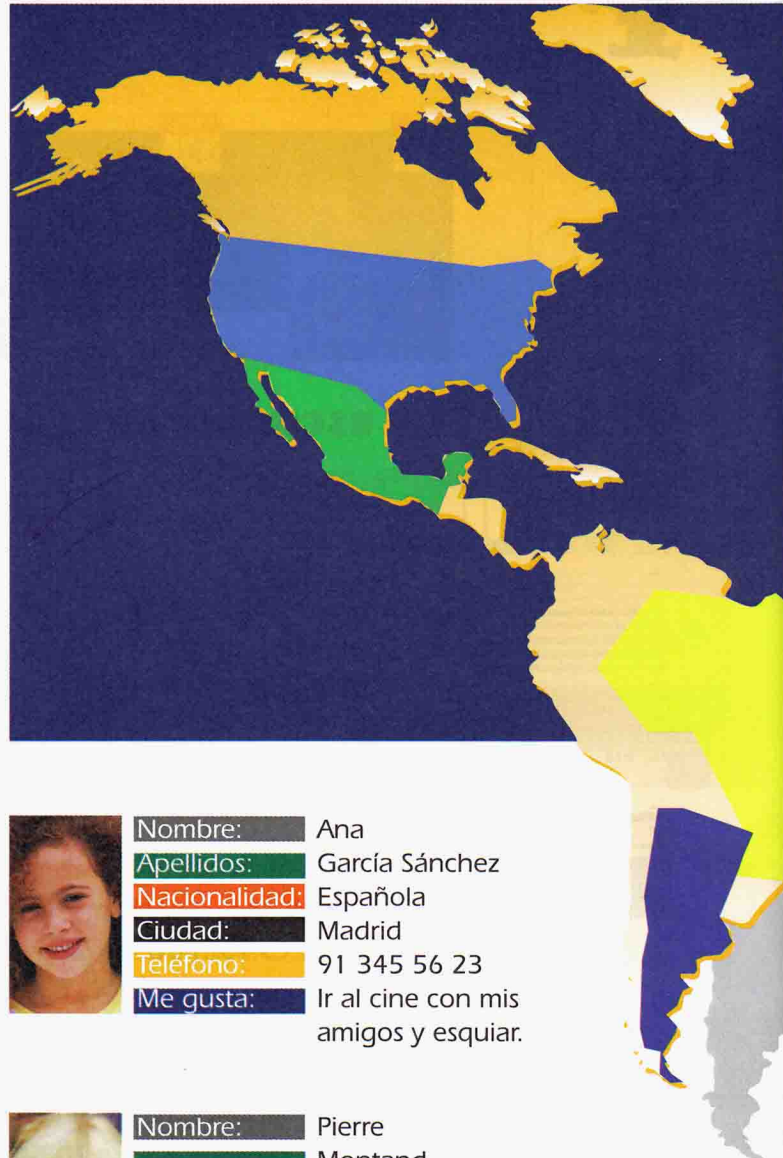 Nombre: Ana
Apellidos: García Sánchez
Nacionalidad: Española
Ciudad: Madrid
Teléfono: 91 345 56 23
Me gusta: Ir al cine con mis
amigos y esquiar.
Nombre: Pierre
Montand